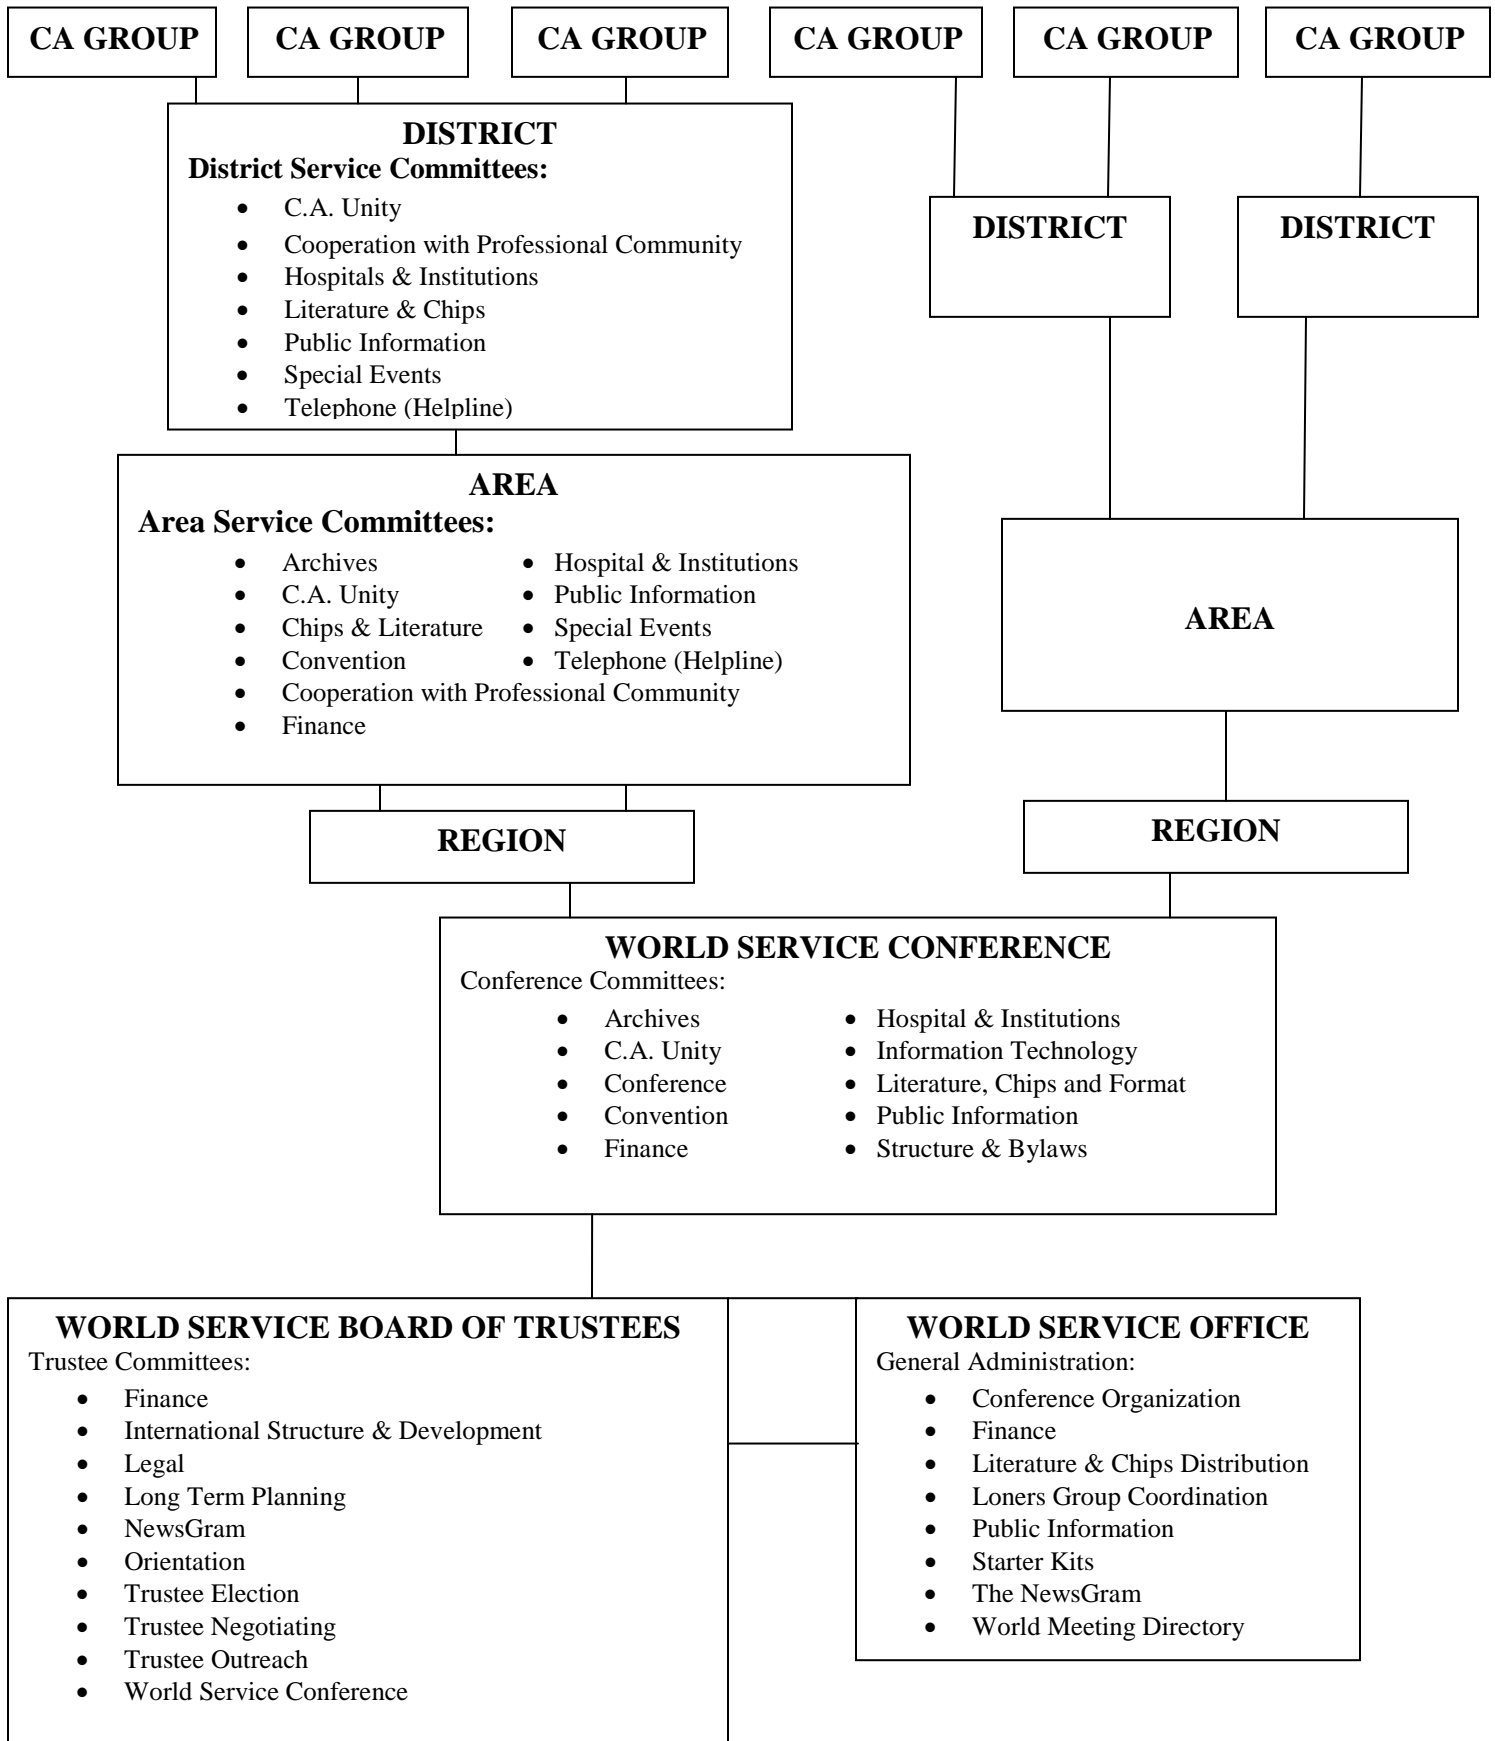 CA GROUP
CA GROUP
CA GROUP
CA GROUP
CA GROUP
CA GROUP
DISTRICT
District Service Committees:
• C.A. Unity
• Cooperation with Professional Community
• Hospitals & Institutions
• Literature & Chips
• Public Information
• Special Events
• Telephone (Helpline)
DISTRICT
DISTRICT
AREA
Area Service Committees:
• Archives
• C.A. Unity
• Chips & Literature
• Convention
• Cooperation with Professional Community
• Finance
• Hospital & Institutions
• Public Information
• Special Events
• Telephone (Helpline)
AREA
REGION
REGION
WORLD SERVICE CONFERENCE
Conference Committees:
• Archives
• C.A. Unity
• Conference
• Convention
• Finance
• Hospital & Institutions
• Information Technology
• Literature, Chips and Format
• Public Information
• Structure & Bylaws
WORLD SERVICE BOARD OF TRUSTEES
Trustee Committees:
• Finance
• International Structure & Development
• Legal
• Long Term Planning
• NewsGram
• Orientation
• Trustee Election
• Trustee Negotiating
• Trustee Outreach
• World Service Conference
WORLD SERVICE OFFICE
General Administration:
• Conference Organization
• Finance
• Literature & Chips Distribution
• Loners Group Coordination
• Public Information
• Starter Kits
• The NewsGram
• World Meeting Directory